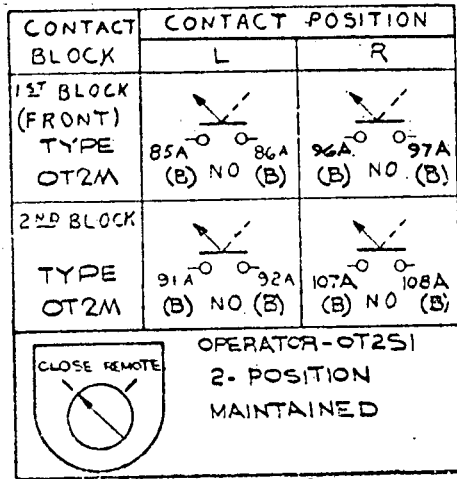 CONTACT BLOCK
CONTACT POSITION
L R
1ST BLOCK
(FRONT)
TYPE
OT2M
85A 86A
(B) NO (B)
96A 97A
(B) NO (B)
2ND BLOCK
TYPE
OT2M
91A 92A
(B) NO (B)
107A 108A
(B) NO (B)
CLOSE REMOTE
OPERATOR-OT2S1
2-POSITION
MAINTAINED